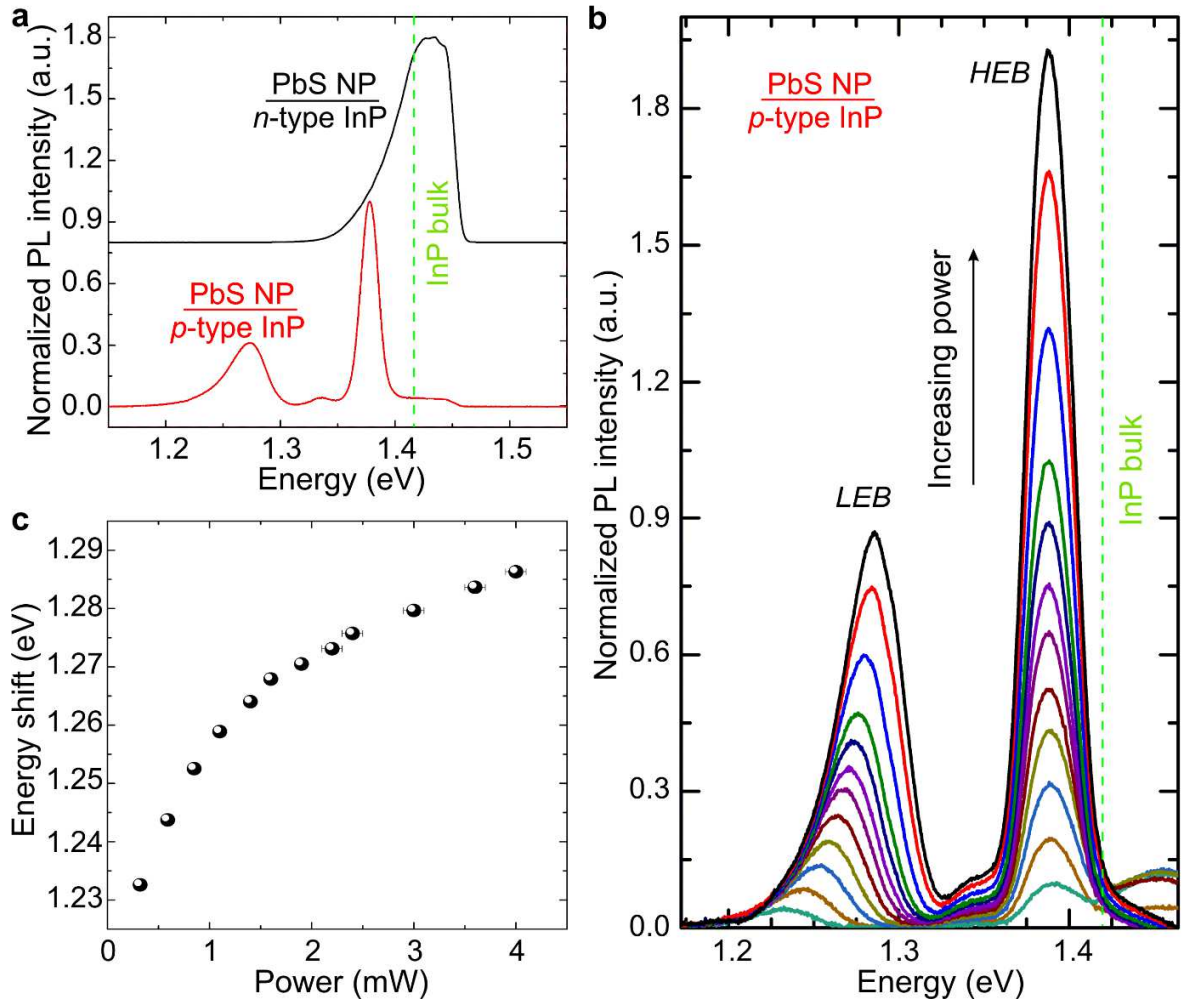 a
Normalized PL intensity (a.u.)
1.8
1.5
1.2
0.9
0.6
0.3
0.0
PbS NP
n-type InP
PbS NP
p-type InP
InP bulk
1.2 1.3 1.4 1.5
Energy (eV)
b
Normalized PL intensity (a.u.)
1.8
1.5
1.2
0.9
0.6
0.3
0.0
PbS NP
p-type InP
HEB
LEB
Increasing power
InP bulk
1.2 1.3 1.4
Energy (eV)
c
Energy shift (eV)
1.29
1.28
1.27
1.26
1.25
1.24
1.23
0 1 2 3 4
Power (mW)